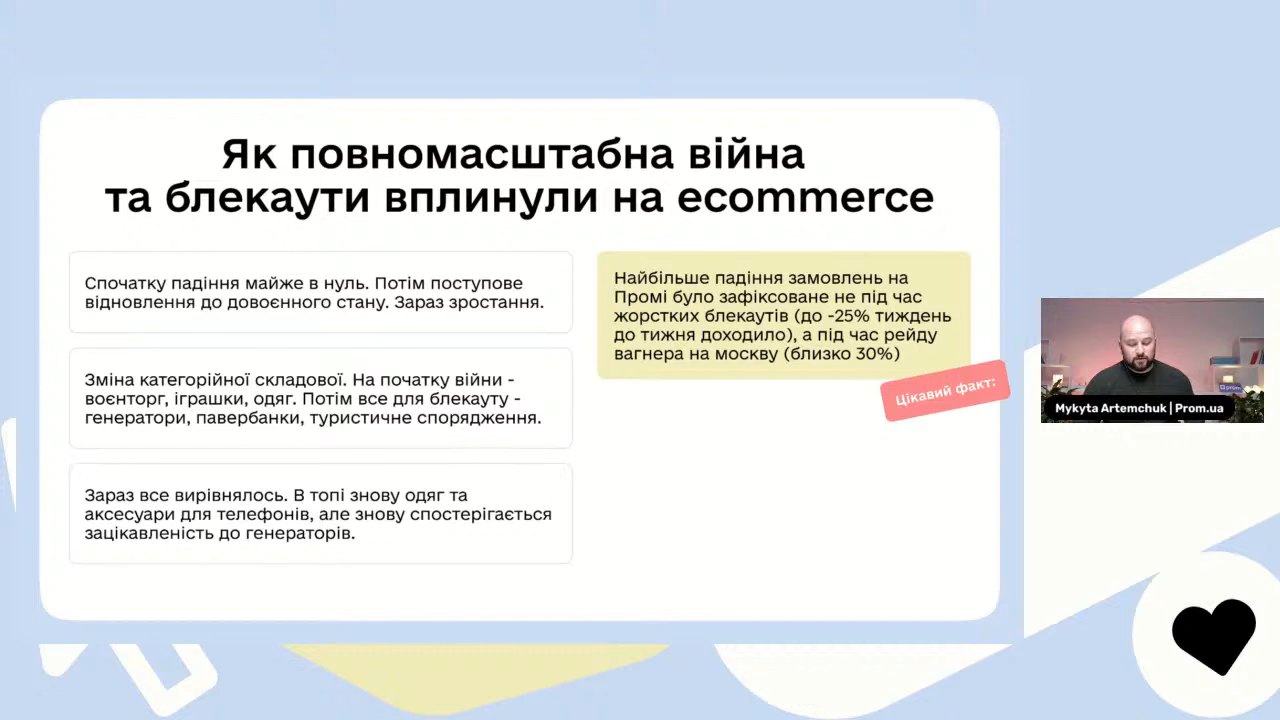 Як повномасштабна війна
та блекаути вплинули на ecommerce
Спочатку падіння майже в нуль. Потім поступове
відновлення до довоєнного стану. Зараз зростання.
Зміна категорійної складової. На початку війни -
воєнторг, іграшки, одяг. Потім все для блекауту -
генератори, павербанки, туристичне спорядження.
Зараз все вирівнялось. В топі знову одяг та
аксесуари для телефонів, але знову спостерігається
зацікавленість до генераторів.
Найбільше падіння замовлень на
Промі було зафіксоване не під час
жорстких блекаутів (до -25% тиждень
до тижня доходило), а під час рейду
вагнера на москву (близко 30%)
Цікавий факт:
prom
Mykyta Artemchuk | Prom.ua